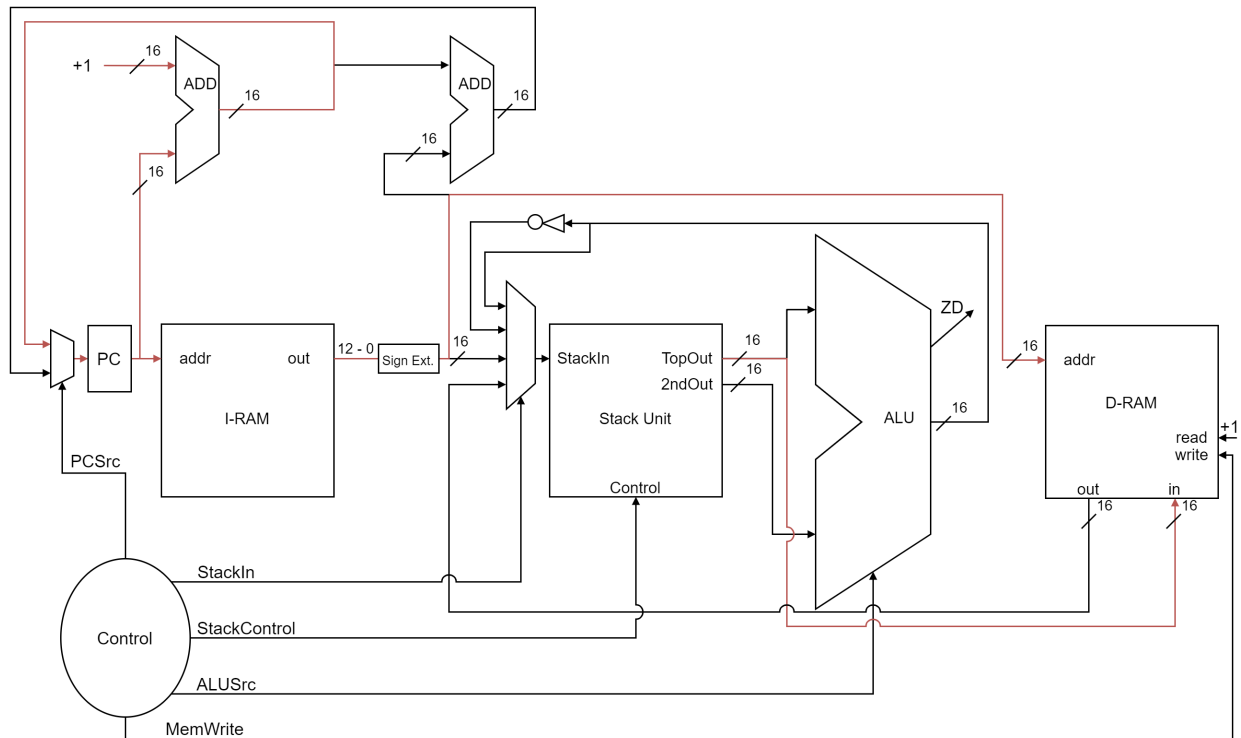 +1
16
ADD
16
16
ADD
16
16
PC
addr
out
I-RAM
12 - 0
Sign Ext.
16
StackIn
TopOut
2ndOut
Stack Unit
Control
16
16
ALU
ZD
16
16
addr
D-RAM
read
write
+1
out
in
16
16
PCSrc
StackIn
StackControl
Control
ALUSrc
MemWrite